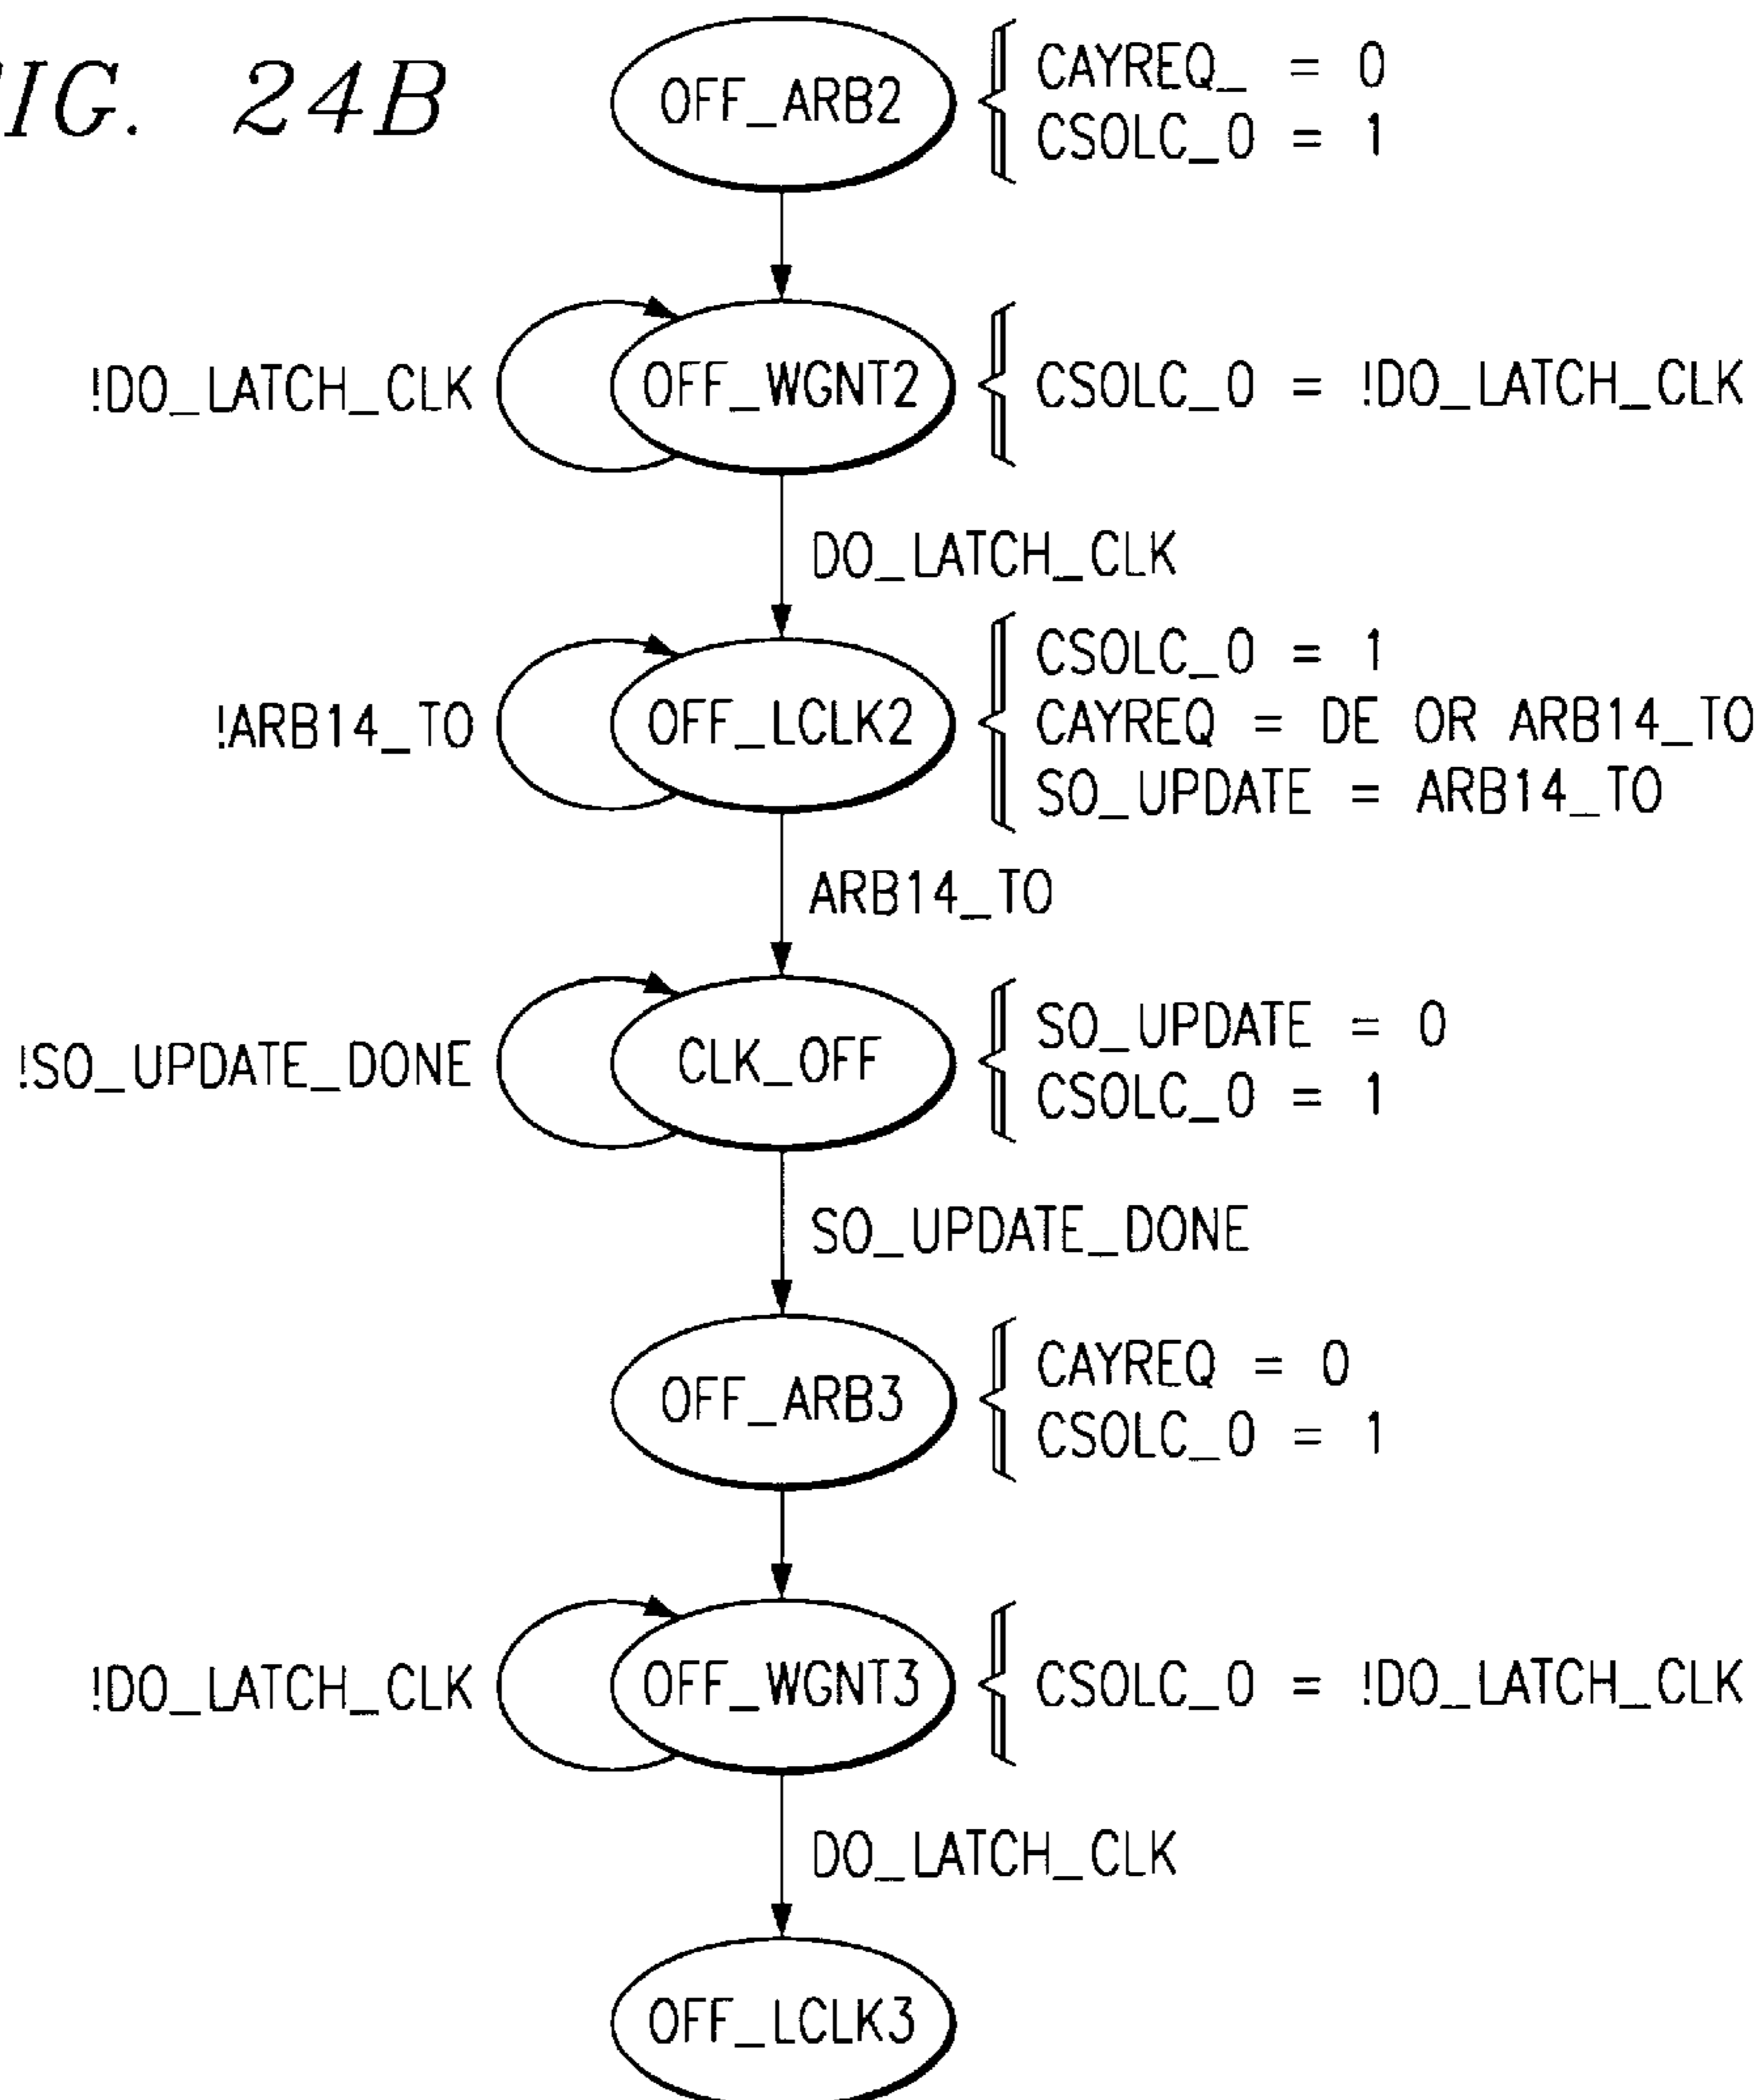 FIG. 24B
OFF_ARB2
CAYREQ_ = 0
CSOLC_0 = 1
!DO_LATCH_CLK
OFF_WGNT2
CSOLC_0 = !DO_LATCH_CLK
DO_LATCH_CLK
!ARB14_TO
OFF_LCLK2
CSOLC_0 = 1
CAYREQ = DE OR ARB14_TO
SO_UPDATE = ARB14_TO
ARB14_TO
!SO_UPDATE_DONE
CLK_OFF
SO_UPDATE = 0
CSOLC_0 = 1
SO_UPDATE_DONE
OFF_ARB3
CAYREQ = 0
CSOLC_0 = 1
!DO_LATCH_CLK
OFF_WGNT3
CSOLC_0 = !DO_LATCH_CLK
DO_LATCH_CLK
OFF_LCLK3